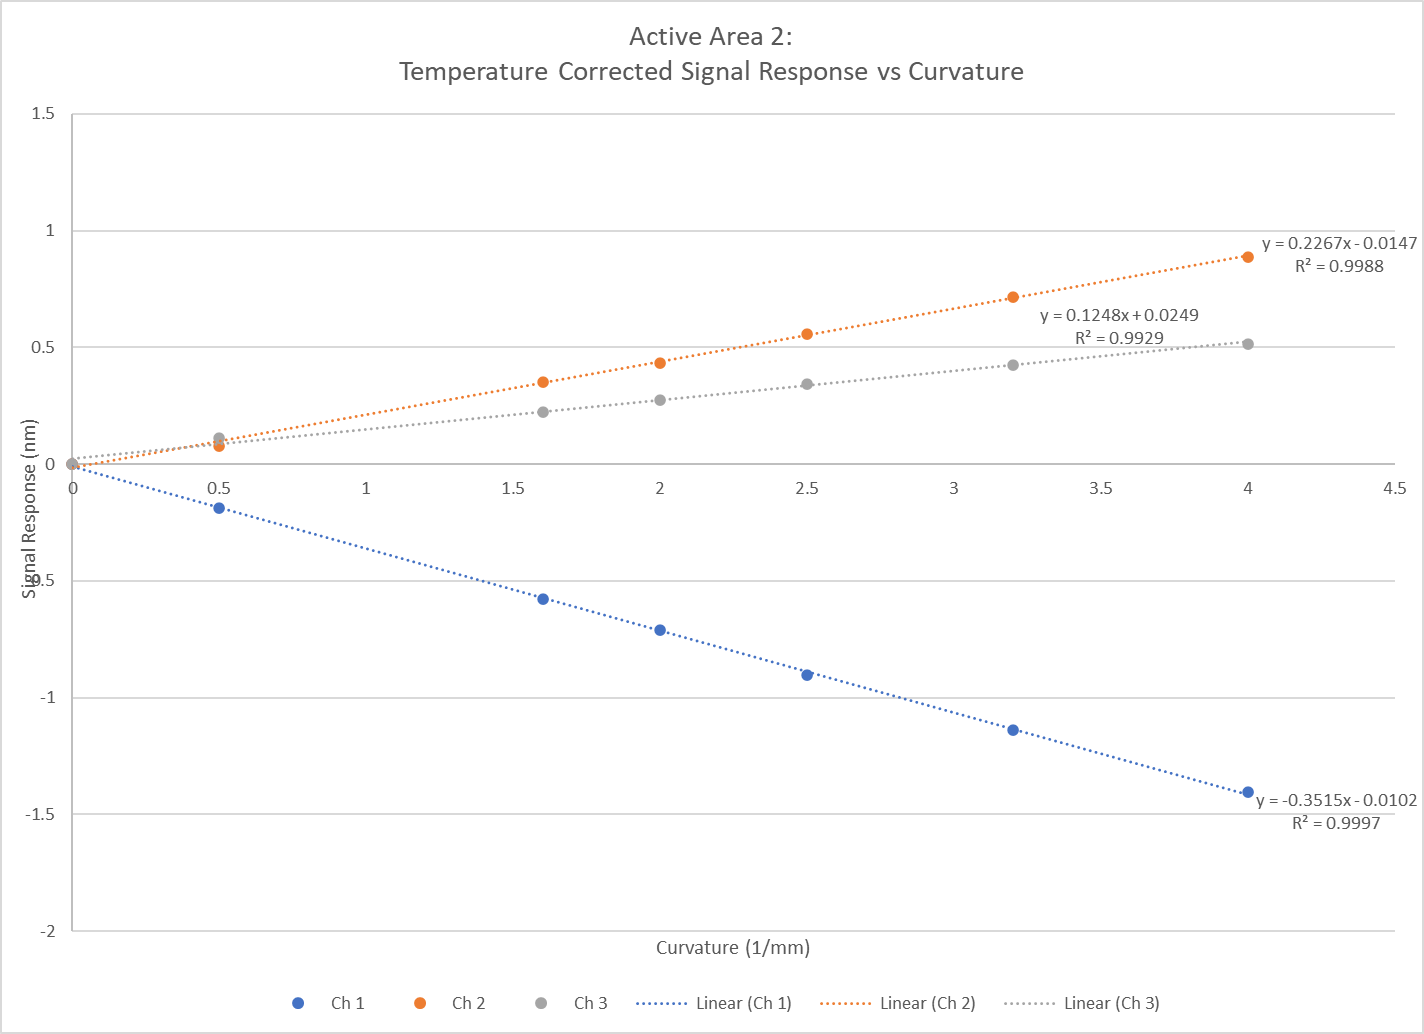 Active Area 2:
Temperature Corrected Signal Response vs Curvature
1.5
1
0.5
0
-0.5
-1
-1.5
-2
Signal Response (nm)
0 0.5 1 1.5 2 2.5 3 3.5 4 4.5
y = 0.2267x - 0.0147
R² = 0.9988
y = 0.1248x + 0.0249
R² = 0.9929
y = -0.3515x - 0.0102
R² = 0.9997
Curvature (1/mm)
Ch 1 Ch 2 Ch 3 Linear (Ch 1) Linear (Ch 2) Linear (Ch 3)